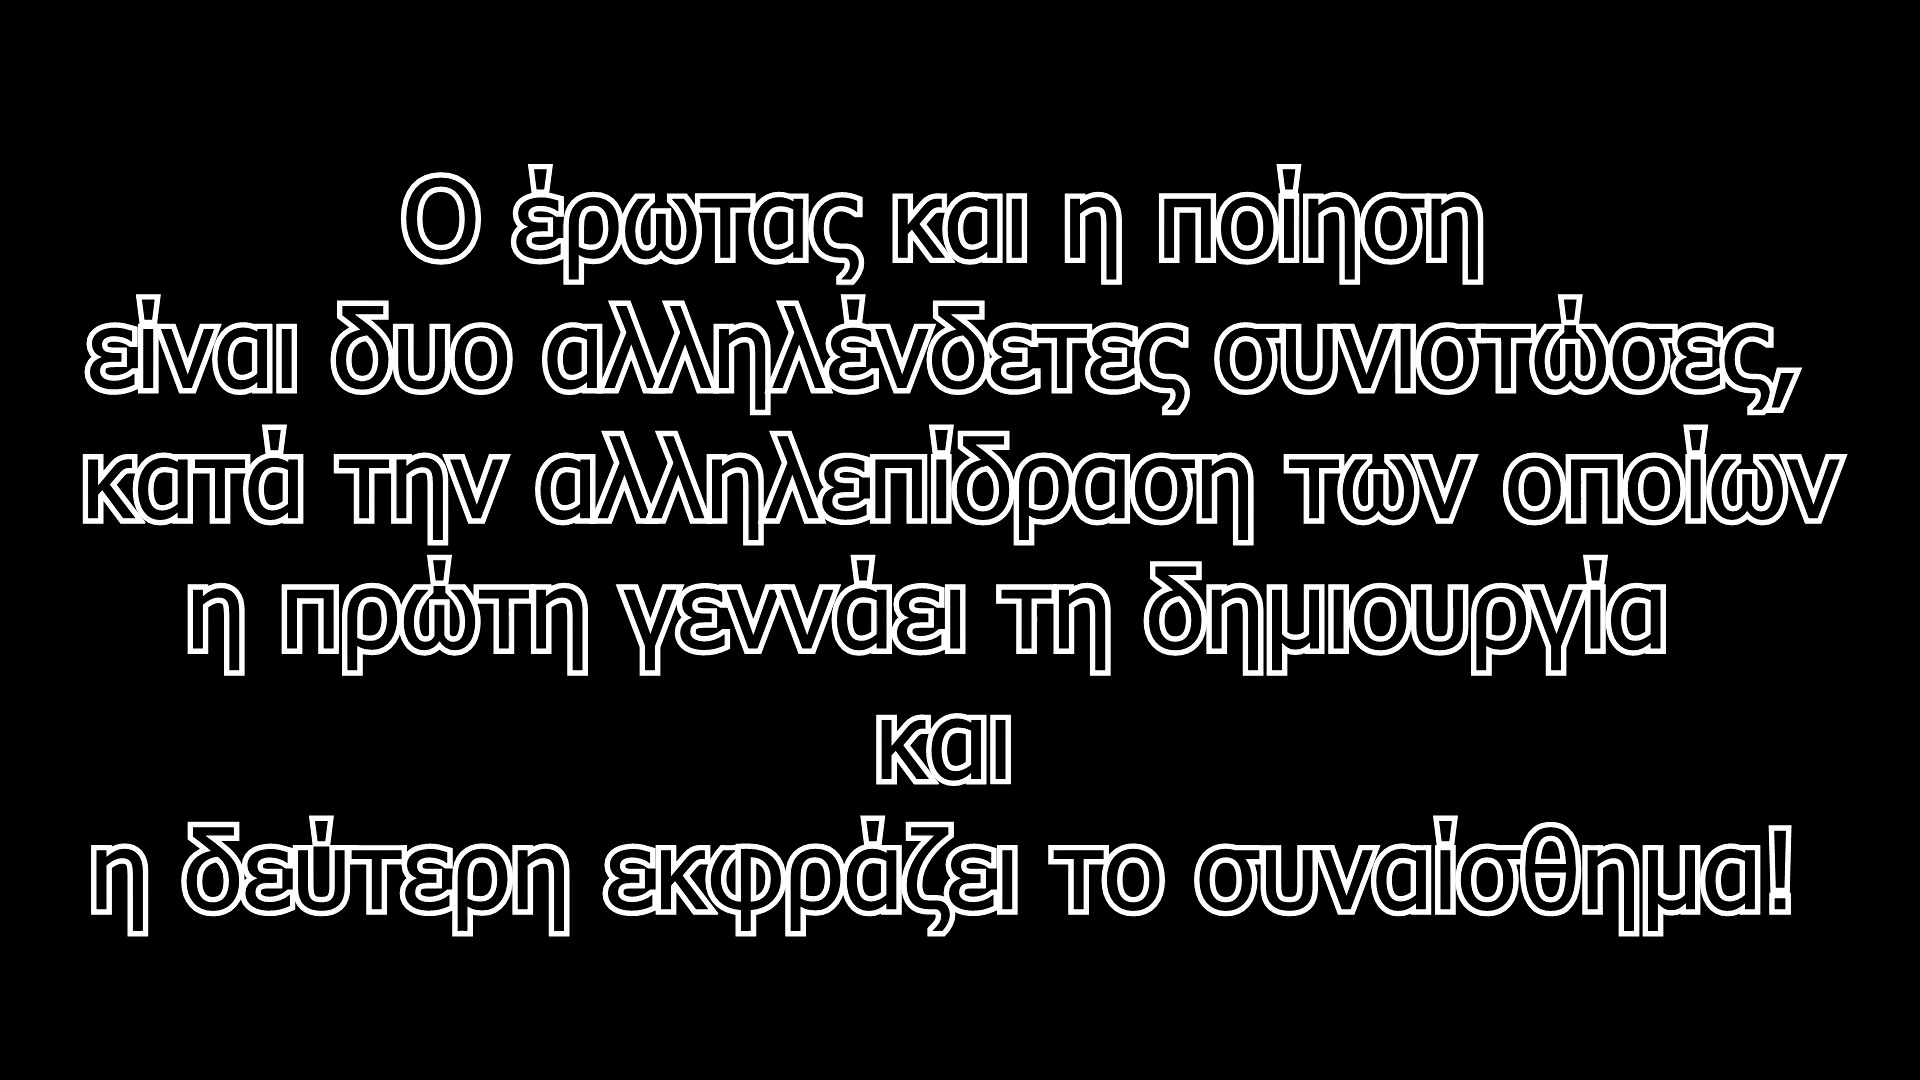 Ο έρωτας και η ποίηση
είναι δυο αλληλένδετες συνιστώσες,
κατά την αλληλεπίδραση των οποίων
η πρώτη γεννάει τη δημιουργία
και
η δεύτερη εκφράζει το συναίσθημα!